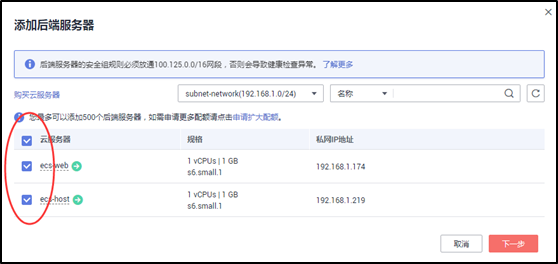 添加后端服务器
后端服务器的安全组规则必须放通100.125.0.0/16网段，否则会导致健康检查异常。 了解更多
购买云服务器 subnet-network(192.168.1.0/24) 名称
您最多可以添加500个后端服务器，如需申请更多配额请点击申请扩大配额。
云服务器 规格 私网IP地址
ecs-web 1 vCPUs | 1 GB 192.168.1.174
s6.small.1
ecs-host 1 vCPUs | 1 GB 192.168.1.219
s6.small.1
取消 下一步